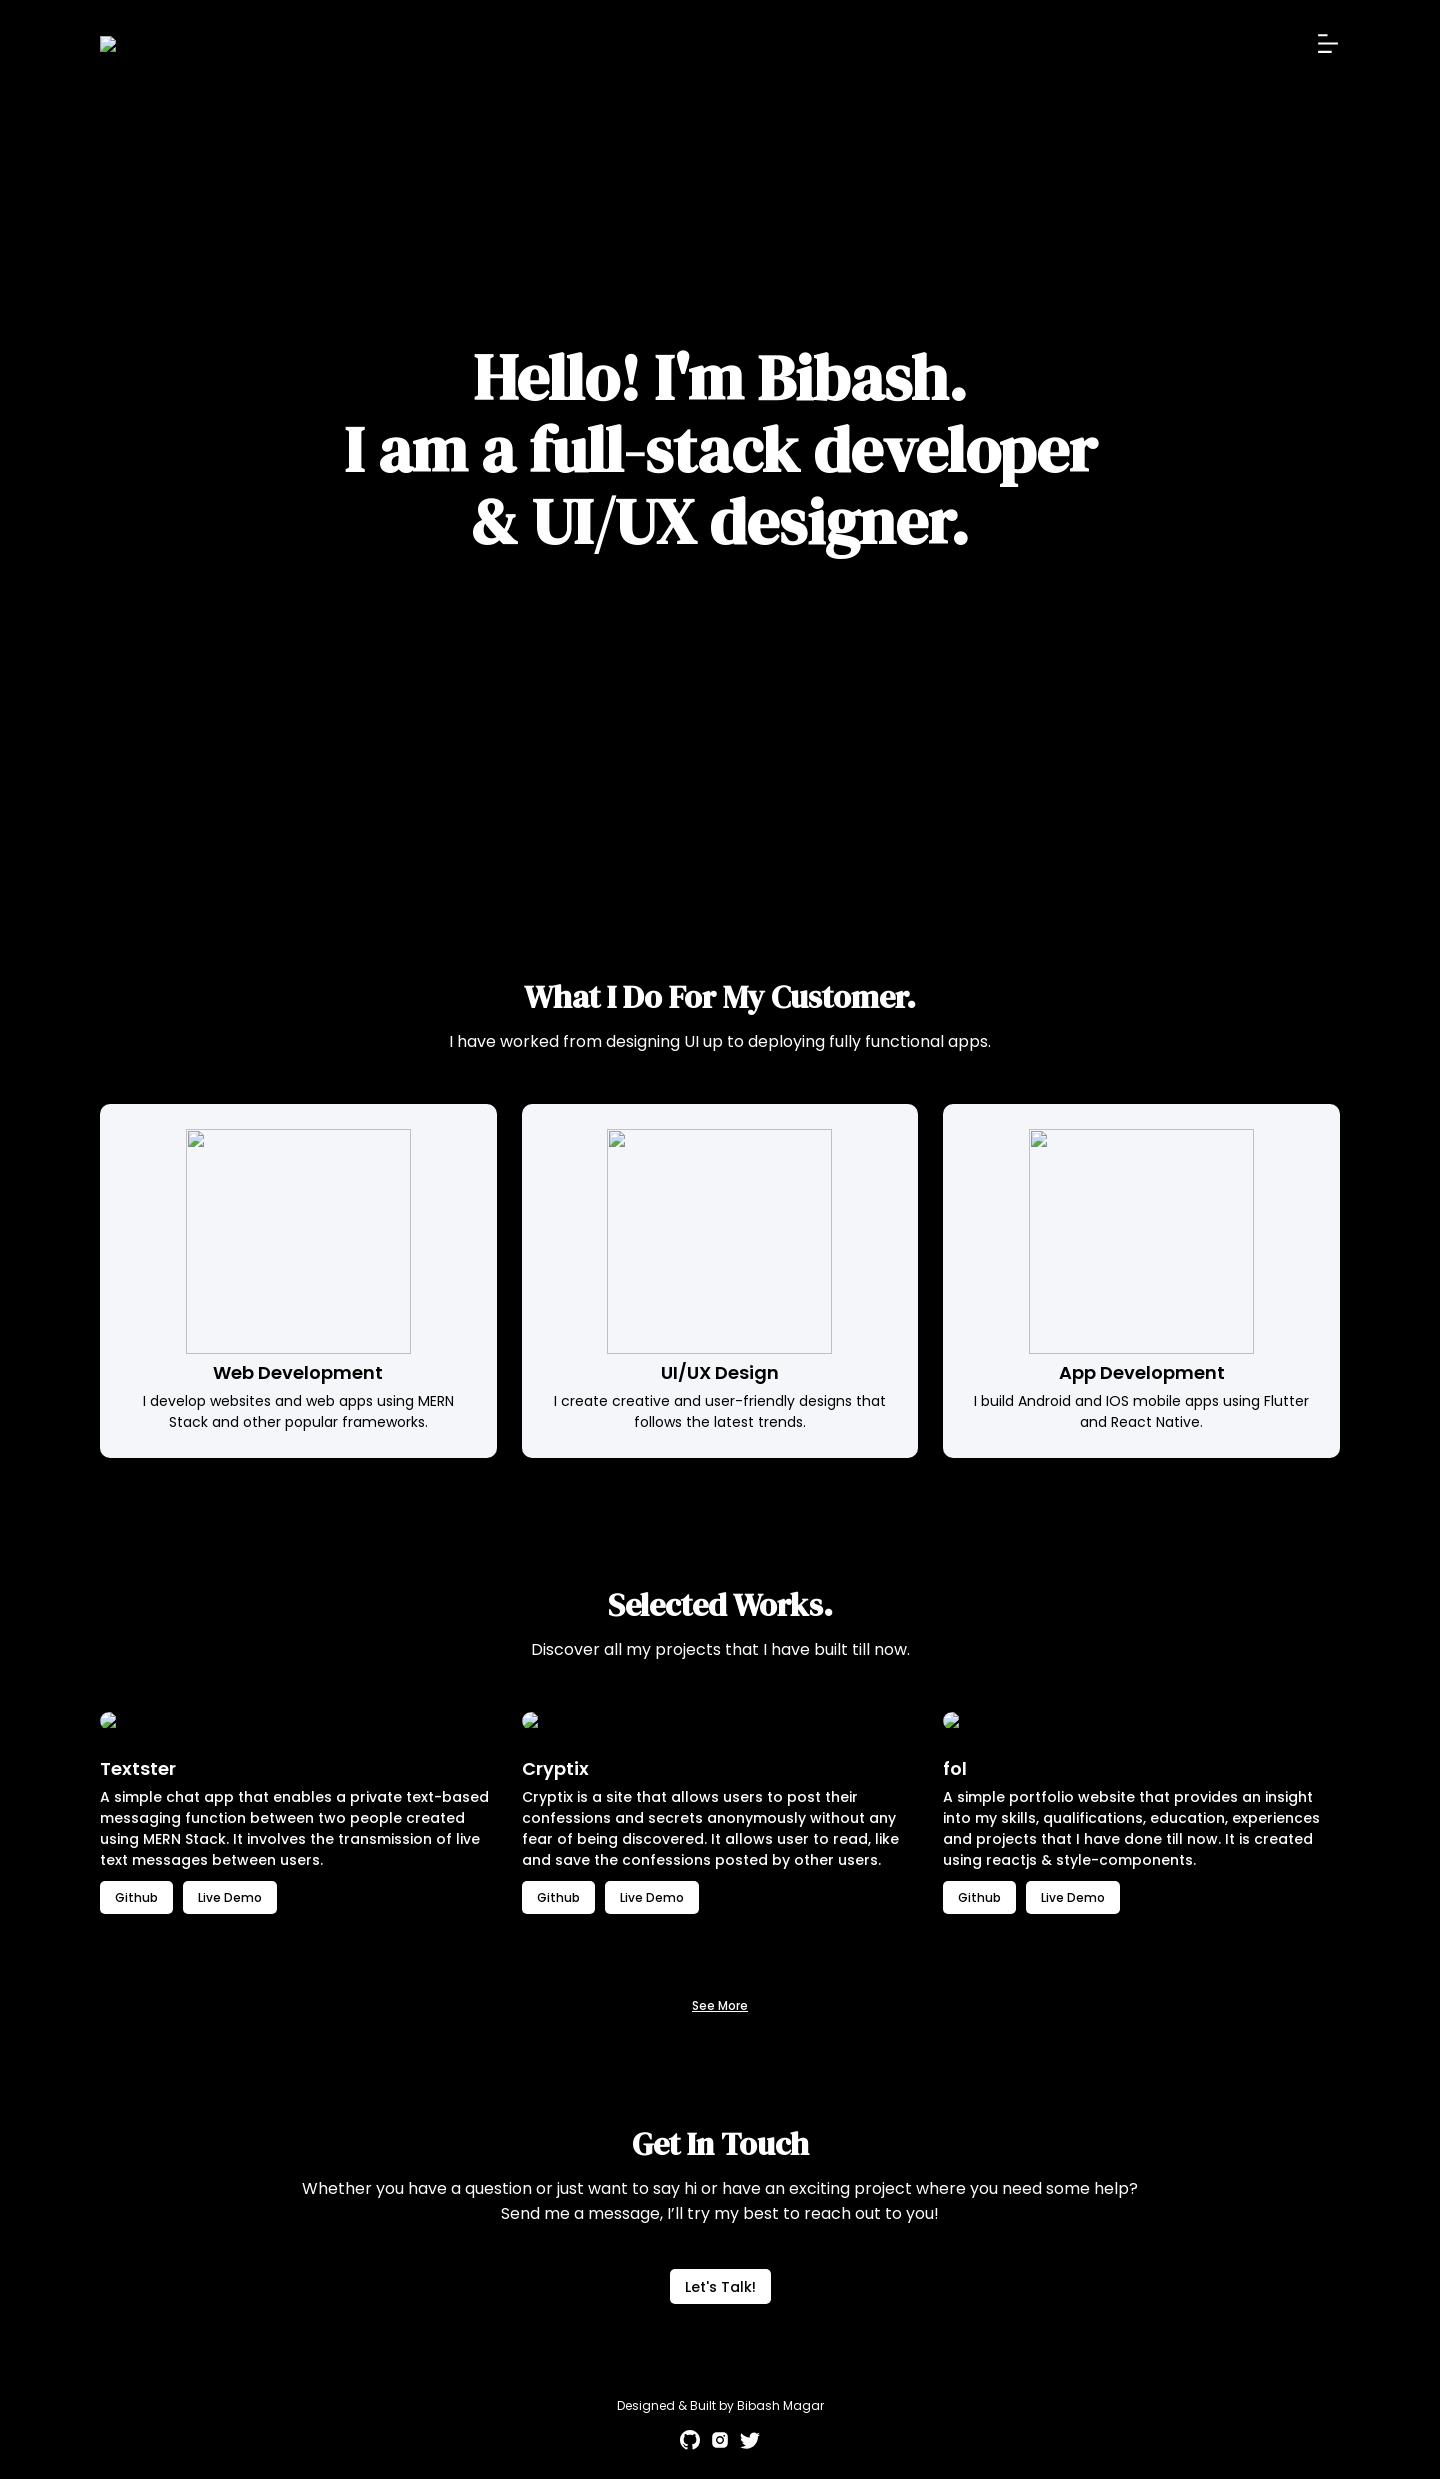 Hello! I'm Bibash.
I am a full-stack developer
& UI/UX designer.
What I Do For My Customer.
I have worked from designing UI up to deploying fully functional apps.
Web Development
I develop websites and web apps using MERN
Stack and other popular frameworks.
UI/UX Design
I create creative and user-friendly designs that
follows the latest trends.
App Development
I build Android and IOS mobile apps using Flutter
and React Native.
Selected Works.
Discover all my projects that I have built till now.
Textster
A simple chat app that enables a private text-based
messaging function between two people created
using MERN Stack. It involves the transmission of live
text messages between users.
Github
Live Demo
Cryptix
Cryptix is a site that allows users to post their
confessions and secrets anonymously without any
fear of being discovered. It allows user to read, like
and save the confessions posted by other users.
Github
Live Demo
fol
A simple portfolio website that provides an insight
into my skills, qualifications, education, experiences
and projects that I have done till now. It is created
using reactjs & style-components.
Github
Live Demo
See More
Get In Touch
Whether you have a question or just want to say hi or have an exciting project where you need some help?
Send me a message, I’ll try my best to reach out to you!
Let's Talk!
Designed & Built by Bibash Magar